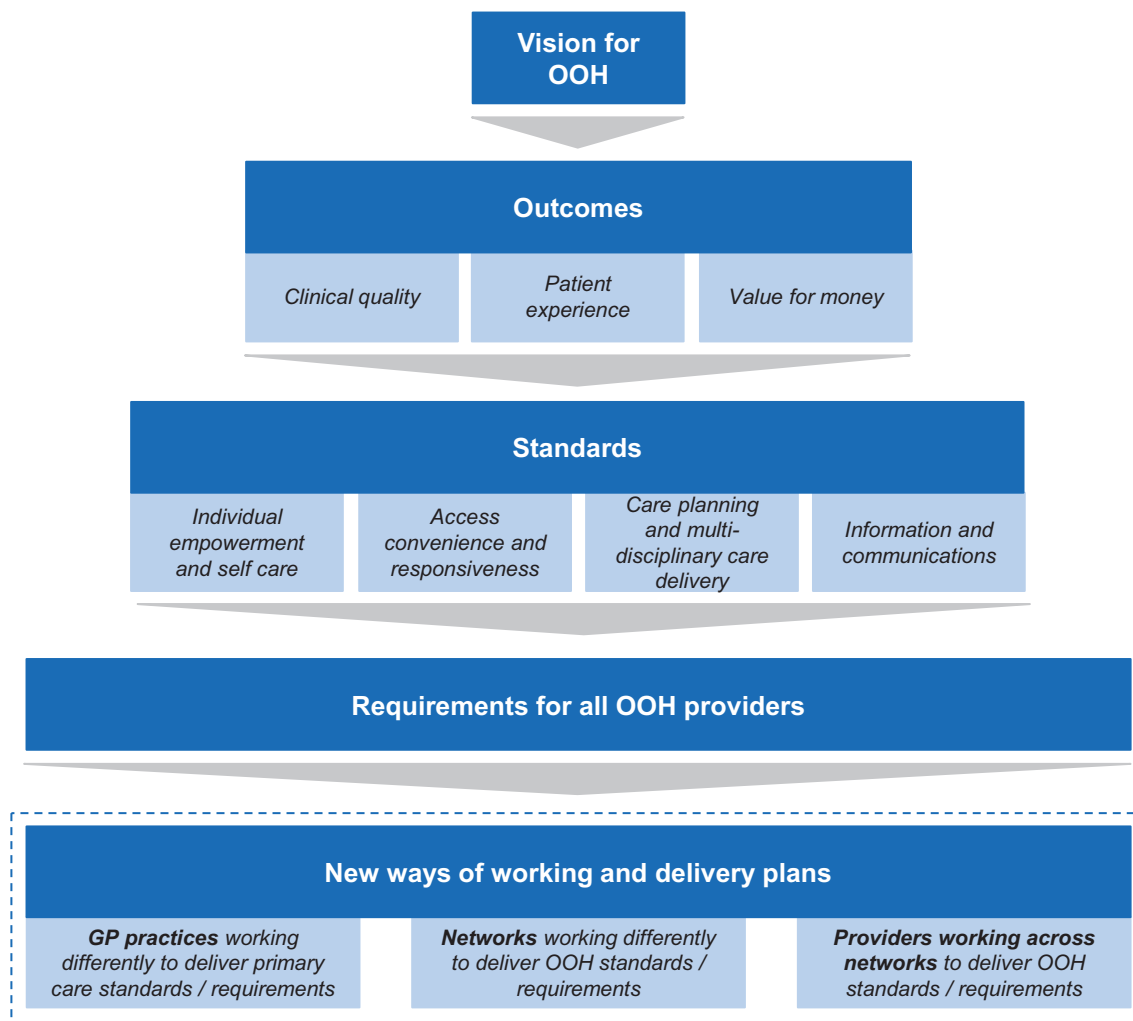 Vision for
OOH
Outcomes
Clinical quality
Patient
experience
Value for money
Standards
Individual
empowerment
and self care
Access
convenience and
responsiveness
Care planning
and multi-
disciplinary care
delivery
Information and
communications
Requirements for all OOH providers
New ways of working and delivery plans
GP practices working
differently to deliver primary
care standards / requirements
Networks working differently
to deliver OOH standards /
requirements
Providers working across
networks to deliver OOH
standards / requirements